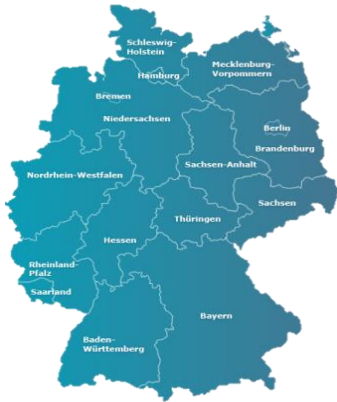 Schleswig-
Holstein
Mecklenburg-
Vorpommern
Hamburg
Bremen
Niedersachsen
Berlin
Brandenburg
Sachsen-Anhalt
Nordrhein-Westfalen
Sachsen
Thüringen
Hessen
Rheinland-
Pfalz
Saarland
Bayern
Baden-
Württemberg